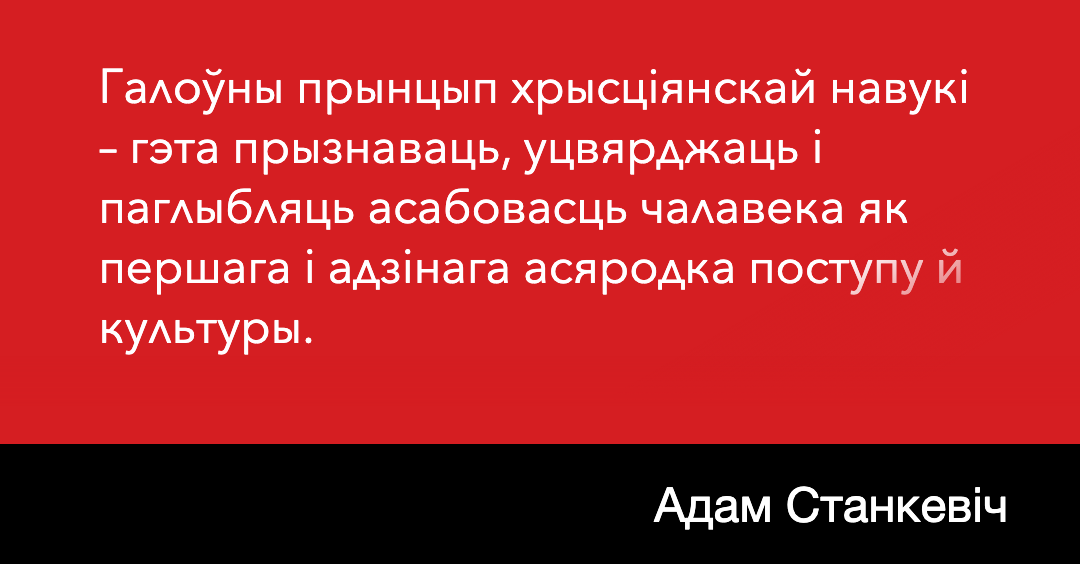 Галоўны прынцып хрысціянскай навукі
– гэта прызнаваць, уцвярджаць і
паглыбляць асабовасць чалавека як
першага і адзінага асяродка поступу й
культуры.
Адам Станкевіч